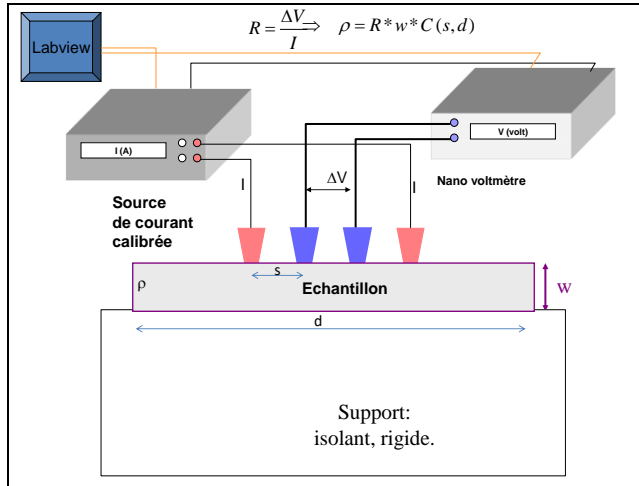 Labview
R = ΔV/I ⇒ ρ = R*w*C(s,d)
I (A)
V (volt)
I
ΔV
I
Nano voltmètre
Source
de courant
calibrée
s
ρ
Echantillon
w
d
Support:
isolant, rigide.